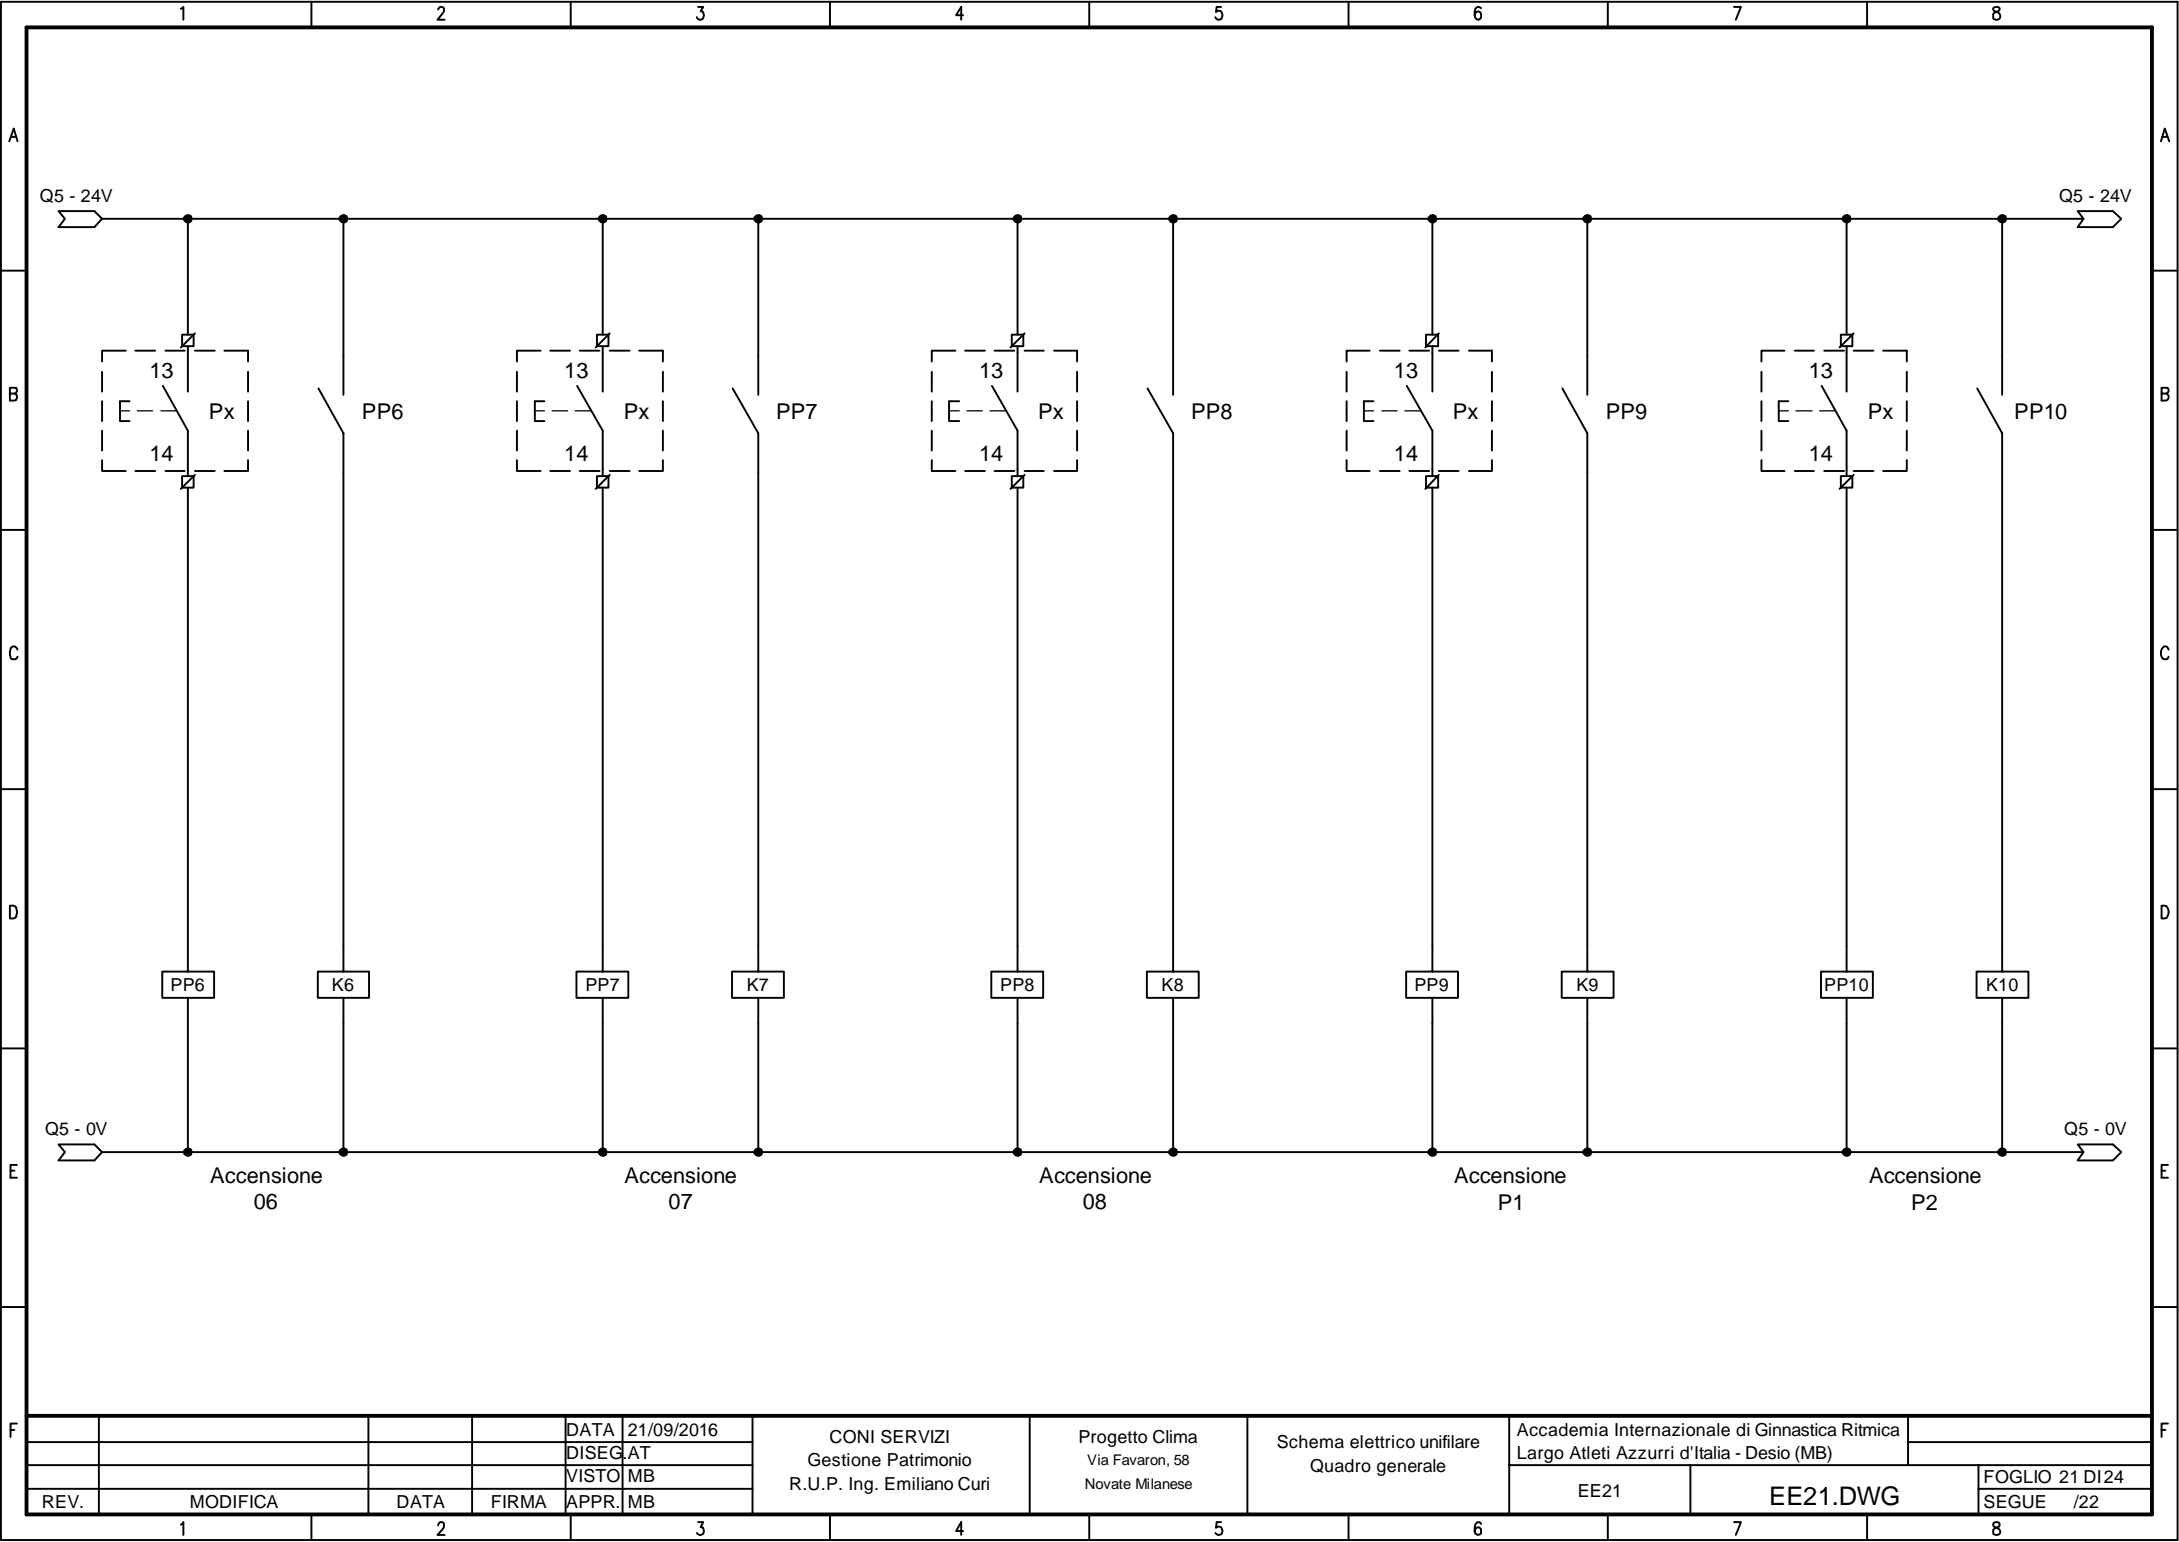 1 2 3 4 5 6 7 8
A A
Q5 - 24V Q5 - 24V
13 13 13 13 13
B B
E Px PP6 E Px PP7 E Px PP8 E Px PP9 E Px PP10
14 14 14 14 14
C C
D D
PP6 K6 PP7 K7 PP8 K8 PP9 K9 PP10 K10
Q5 - 0V Q5 - 0V
E E
Accensione
06
Accensione
07
Accensione
08
Accensione
P1
Accensione
P2
F F
DATA 21/09/2016
DISEG. AT
VISTO MB
REV. MODIFICA DATA FIRMA APPR. MB
CONI SERVIZI
Gestione Patrimonio
R.U.P. Ing. Emiliano Curi
Progetto Clima
Via Favaron, 58
Novate Milanese
Schema elettrico unifilare
Quadro generale
Accademia Internazionale di Ginnastica Ritmica
Largo Atleti Azzurri d'Italia - Desio (MB)
EE21
EE21.DWG
FOGLIO 21 DI 24
SEGUE /22
1 2 3 4 5 6 7 8